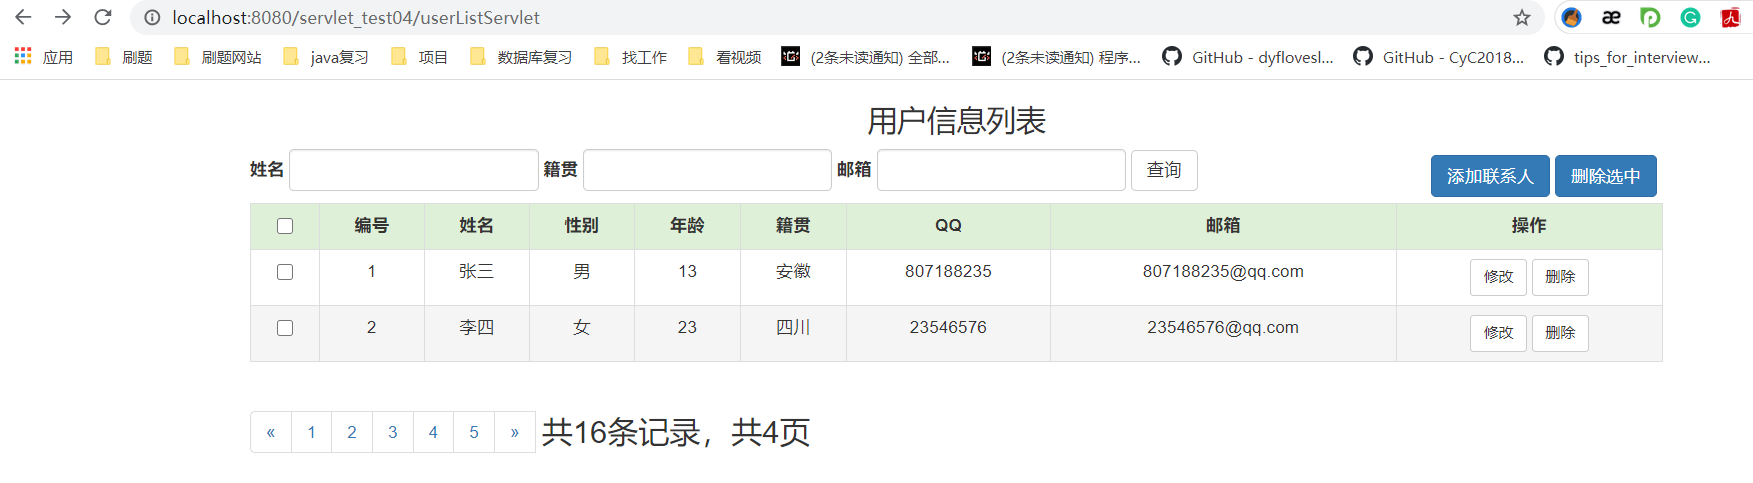 localhost:8080/servlet_test04/userListServlet
应用 刷题 刷题网站 java复习 项目 数据库复习 找工作 看视频 (2条未读通知) 全部... (2条未读通知) 程序... GitHub - dyflovesl... GitHub - CyC2018... tips_for_interview...
用户信息列表
姓名 籍贯 邮箱 查询 添加联系人 删除选中
编号 姓名 性别 年龄 籍贯 QQ 邮箱 操作
1 张三 男 13 安徽 807188235 807188235@qq.com 修改 删除
2 李四 女 23 四川 23546576 23546576@qq.com 修改 删除
« 1 2 3 4 5 » 共16条记录，共4页